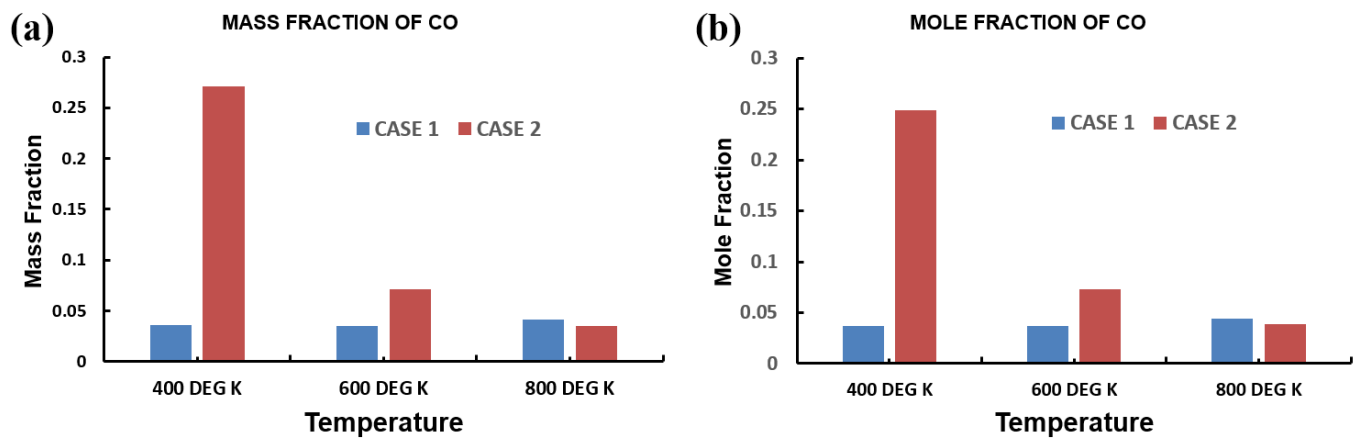 (a)
MASS FRACTION OF CO
0.3
0.25
0.2
0.15
0.1
0.05
0
Mass Fraction
CASE 1 CASE 2
400 DEG K 600 DEG K 800 DEG K
Temperature
(b)
MOLE FRACTION OF CO
0.3
0.25
0.2
0.15
0.1
0.05
0
Mole Fraction
CASE 1 CASE 2
400 DEG K 600 DEG K 800 DEG K
Temperature